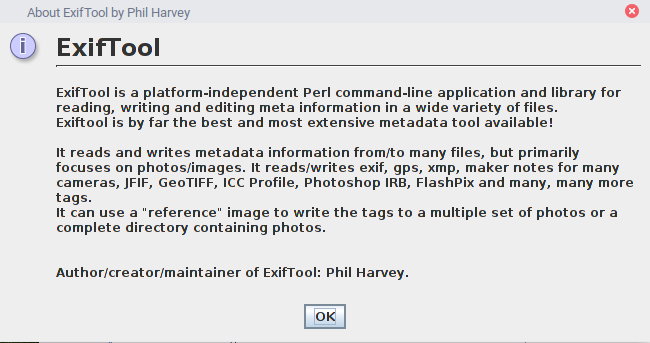 About ExifTool by Phil Harvey
ExifTool
ExifTool is a platform-independent Perl command-line application and library for
reading, writing and editing meta information in a wide variety of files.
Exiftool is by far the best and most extensive metadata tool available!
It reads and writes metadata information from/to many files, but primarily
focuses on photos/images. It reads/writes exif, gps, xmp, maker notes for many
cameras, JFIF, GeoTIFF, ICC Profile, Photoshop IRB, FlashPix and many, many more
tags.
It can use a "reference" image to write the tags to a multiple set of photos or a
complete directory containing photos.
Author/creator/maintainer of ExifTool: Phil Harvey.
OK